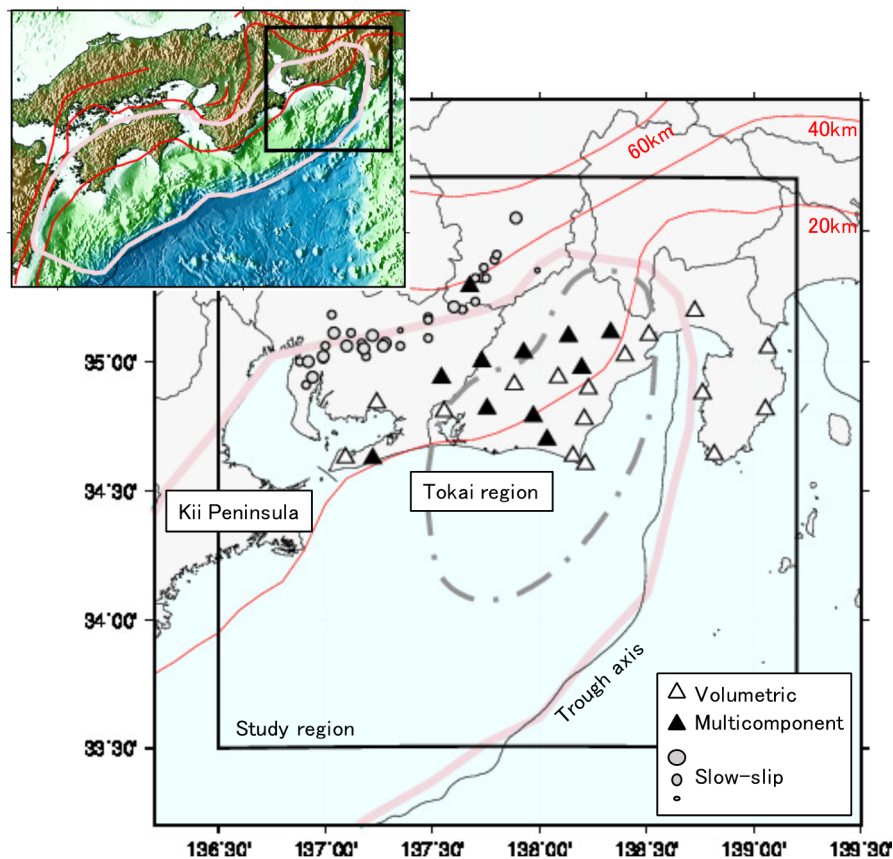 60km
40km
20km
35°00'
34°30'
34°00'
33°30'
Kii Peninsula
Tokai region
Trough axis
Study region
Volumetric
Multicomponent
Slow-slip
136°30'
137°00'
137°30'
138°00'
138°30'
139°00'
139°30'